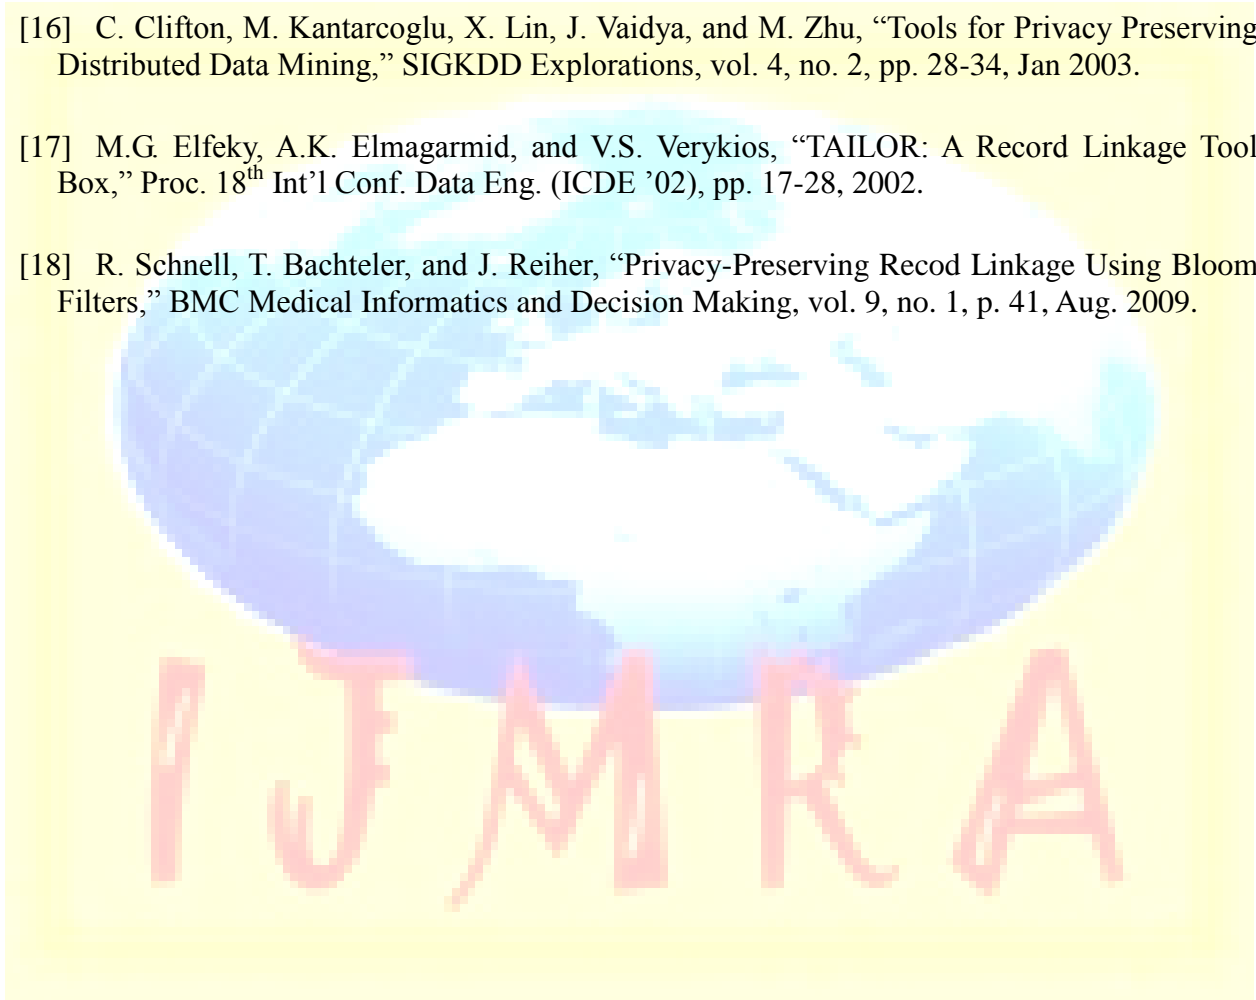 [16] C. Clifton, M. Kantarcoglu, X. Lin, J. Vaidya, and M. Zhu, “Tools for Privacy Preserving
Distributed Data Mining,” SIGKDD Explorations, vol. 4, no. 2, pp. 28-34, Jan 2003.
[17] M.G. Elfeky, A.K. Elmagarmid, and V.S. Verykios, “TAILOR: A Record Linkage Tool
Box,” Proc. 18th Int’l Conf. Data Eng. (ICDE ’02), pp. 17-28, 2002.
[18] R. Schnell, T. Bachteler, and J. Reiher, “Privacy-Preserving Recod Linkage Using Bloom
Filters,” BMC Medical Informatics and Decision Making, vol. 9, no. 1, p. 41, Aug. 2009.
IJMRA